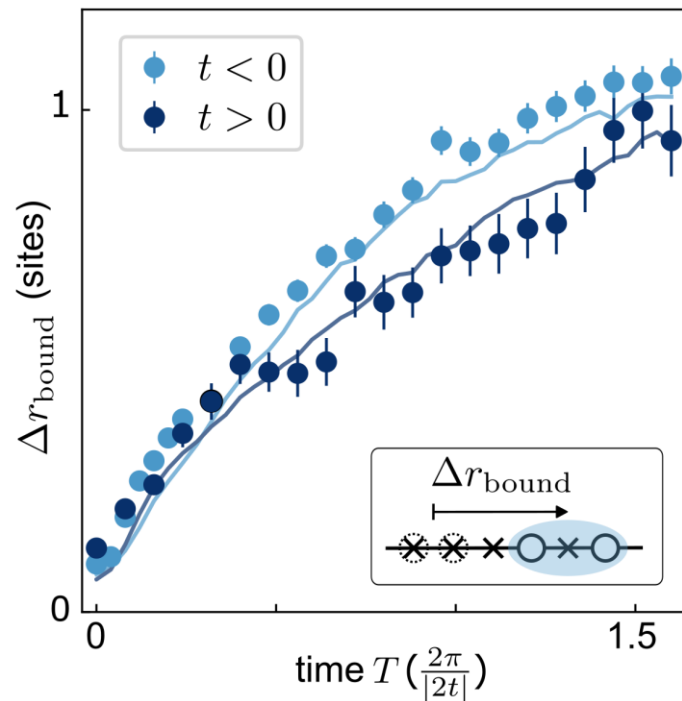 t < 0
t > 0
1
Δr_bound (sites)
Δr_bound
0
0
1.5
time T (2π/|2t|)